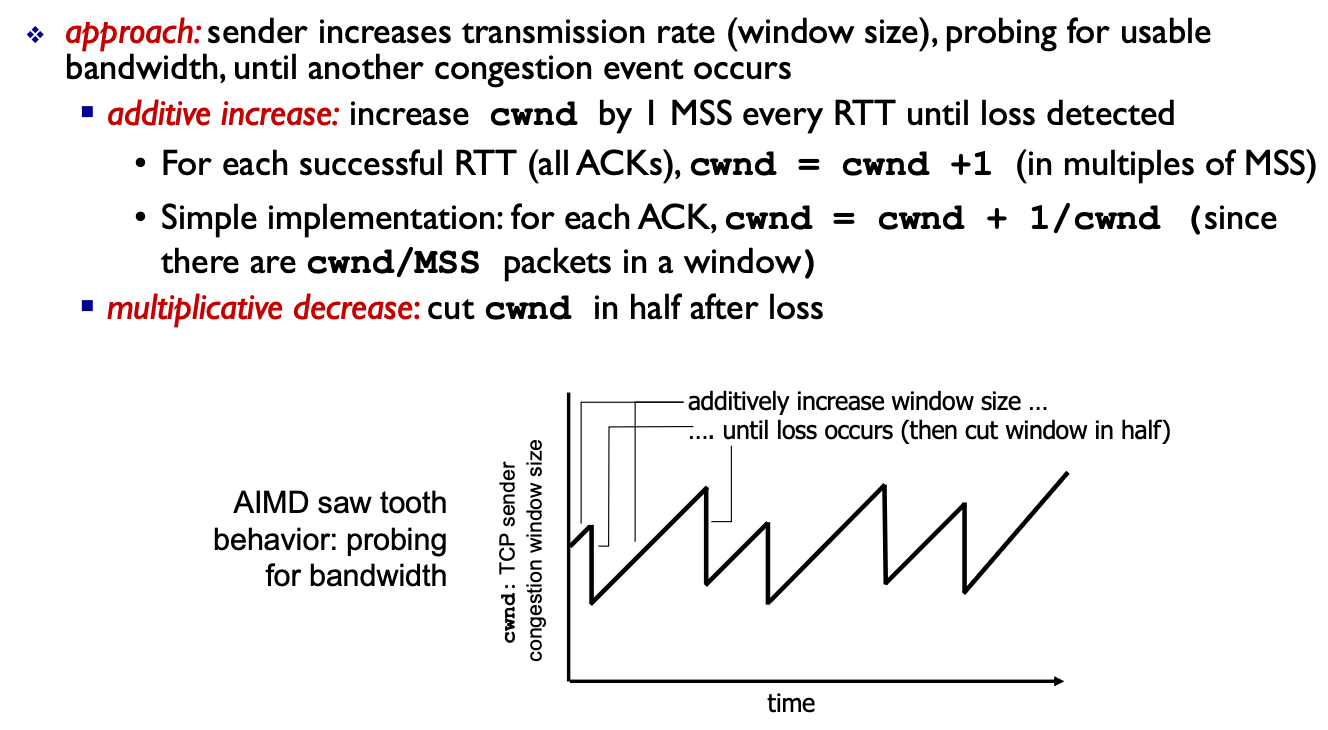 ❖ approach: sender increases transmission rate (window size), probing for usable
bandwidth, until another congestion event occurs
▪ additive increase: increase cwnd by 1 MSS every RTT until loss detected
• For each successful RTT (all ACKs), cwnd = cwnd +1 (in multiples of MSS)
• Simple implementation: for each ACK, cwnd = cwnd + 1/cwnd (since
there are cwnd/MSS packets in a window)
▪ multiplicative decrease: cut cwnd in half after loss
additively increase window size …
…. until loss occurs (then cut window in half)
AIMD saw tooth
behavior: probing
for bandwidth
cwnd: TCP sender
congestion window size
time